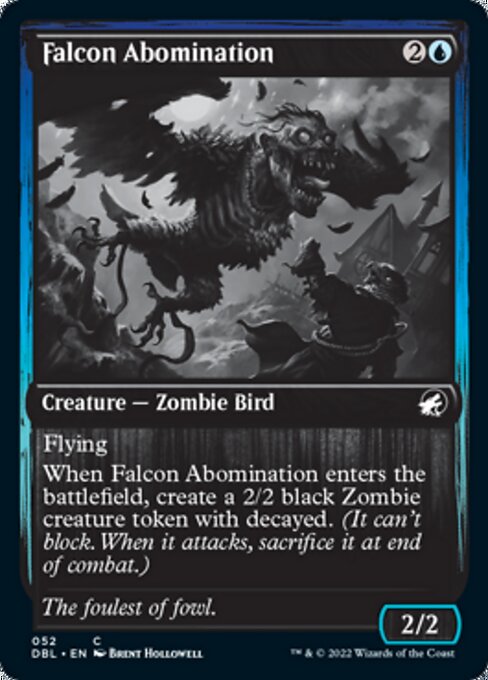 Falcon Abomination 2
Creature — Zombie Bird
Flying
When Falcon Abomination enters the
battlefield, create a 2/2 black Zombie
creature token with decayed. (It can't
block. When it attacks, sacrifice it at end
of combat.)
The foulest of fowl.
2/2
052 C
DBL • EN Brent Hollowell ™ & © 2022 Wizards of the Coast